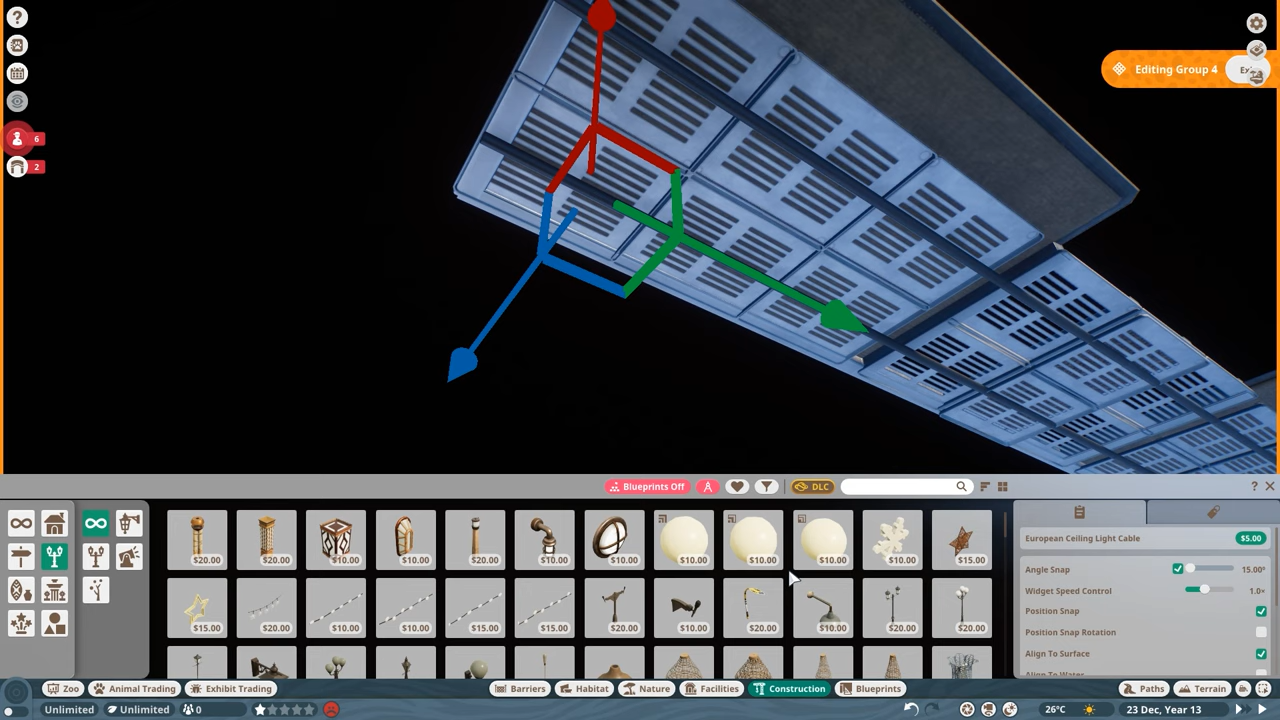 ?
Editing Group 4
6
2
Blueprints Off
DLC
?
$20.00 $20.00 $10.00 $10.00 $20.00 $10.00 $10.00 $10.00 $10.00 $10.00 $10.00 $15.00
$15.00 $20.00 $10.00 $10.00 $15.00 $15.00 $20.00 $10.00 $20.00 $10.00 $20.00 $20.00
European Ceiling Light Cable $5.00
Angle Snap 15.00°
Widget Speed Control 1.0×
Position Snap
Position Snap Rotation
Align To Surface
Zoo Animal Trading Exhibit Trading Barriers Habitat Nature Facilities Construction Blueprints Paths Terrain
Unlimited Unlimited 0 26°C 23 Dec, Year 13